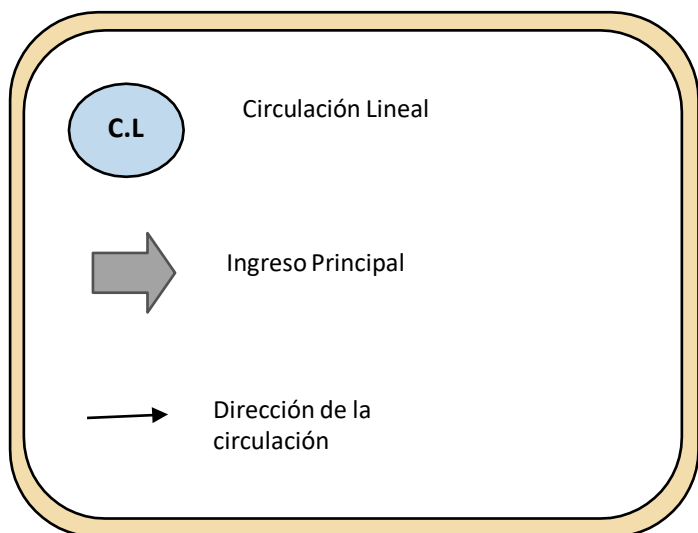 C.L
Circulación Lineal
Ingreso Principal
Dirección de la
circulación